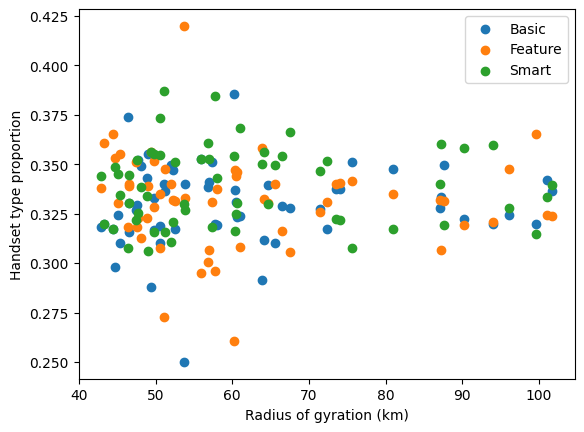 Basic
Feature
Smart
0.425
0.400
0.375
0.350
0.325
0.300
0.275
0.250
Handset type proportion
40 50 60 70 80 90 100
Radius of gyration (km)